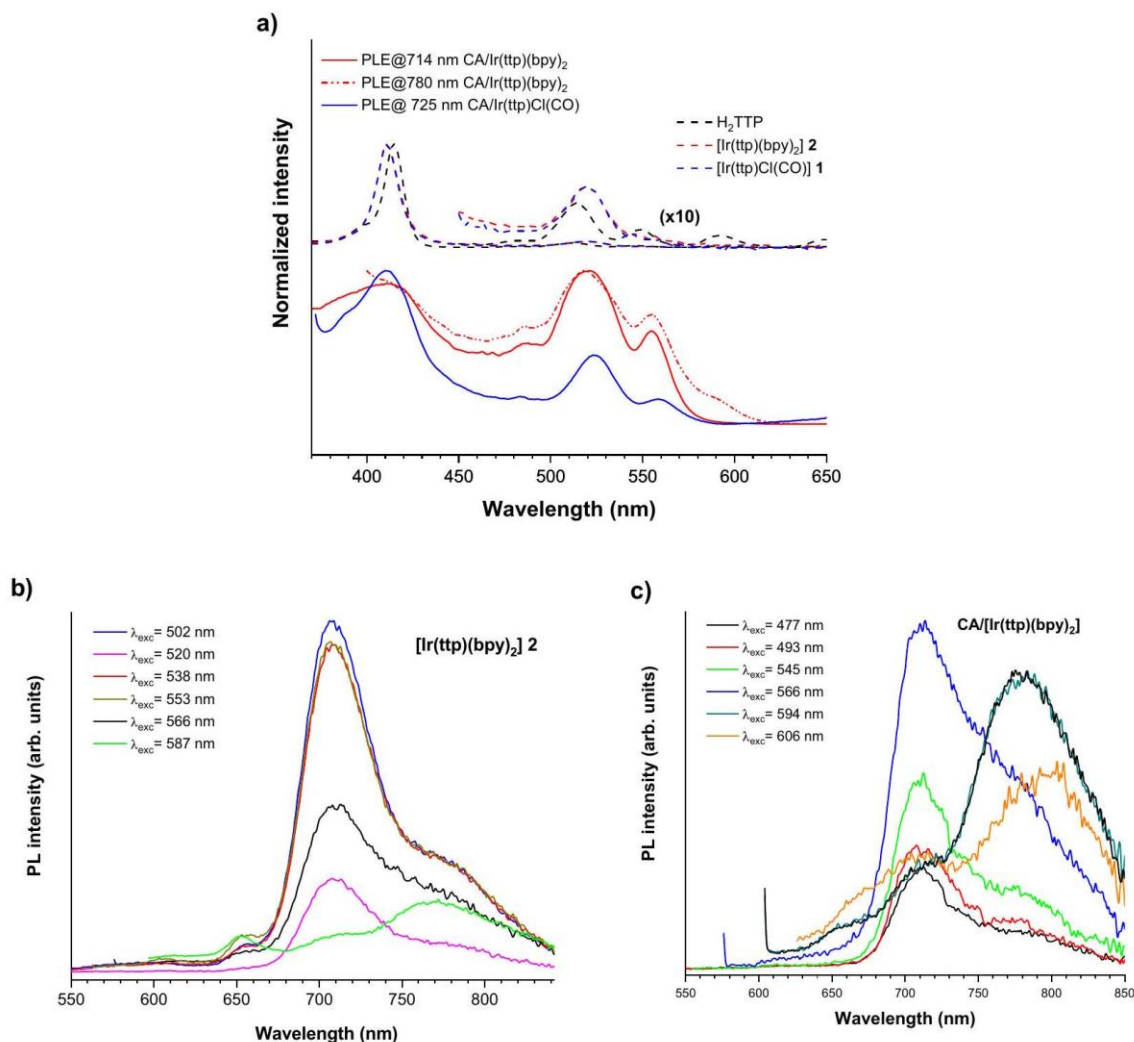 a)
PLE@714 nm CA/Ir(ttp)(bpy)₂
PLE@780 nm CA/Ir(ttp)(bpy)₂
PLE@ 725 nm CA/Ir(ttp)Cl(CO)
H₂TTP
[Ir(ttp)(bpy)₂] 2
[Ir(ttp)Cl(CO)] 1
(x10)
Normalized intensity
400 450 500 550 600 650
Wavelength (nm)
b)
λexc= 502 nm
λexc= 520 nm
λexc= 538 nm
λexc= 553 nm
λexc= 566 nm
λexc= 587 nm
[Ir(ttp)(bpy)₂] 2
PL intensity (arb. units)
550 600 650 700 750 800
Wavelength (nm)
c)
λexc= 477 nm
λexc= 493 nm
λexc= 545 nm
λexc= 566 nm
λexc= 594 nm
λexc= 606 nm
CA/[Ir(ttp)(bpy)₂]
PL intensity (arb. units)
550 600 650 700 750 800 850
Wavelength (nm)